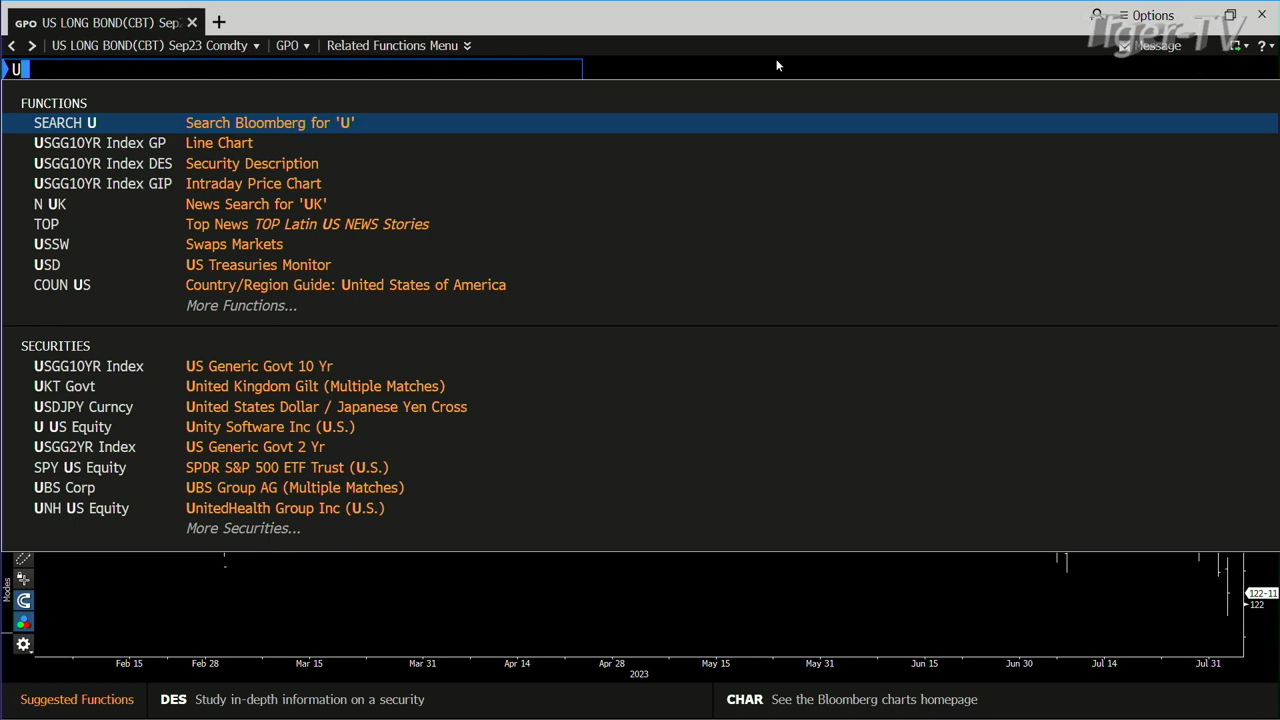 GPO US LONG BOND(CBT) Sep
Options
Tiger-TV
US LONG BOND(CBT) Sep23 Comdty GPO Related Functions Menu
Message
?
U
FUNCTIONS
SEARCH U Search Bloomberg for 'U'
USGG10YR Index GP Line Chart
USGG10YR Index DES Security Description
USGG10YR Index GIP Intraday Price Chart
N UK News Search for 'UK'
TOP Top News TOP Latin US NEWS Stories
USSW Swaps Markets
USD US Treasuries Monitor
COUN US Country/Region Guide: United States of America
More Functions...
SECURITIES
USGG10YR Index US Generic Govt 10 Yr
UKT Govt United Kingdom Gilt (Multiple Matches)
USDJPY Curncy United States Dollar / Japanese Yen Cross
U US Equity Unity Software Inc (U.S.)
USGG2YR Index US Generic Govt 2 Yr
SPY US Equity SPDR S&P 500 ETF Trust (U.S.)
UBS Corp UBS Group AG (Multiple Matches)
UNH US Equity UnitedHealth Group Inc (U.S.)
More Securities...
Modes
122-11
122
Feb 15 Feb 28 Mar 15 Mar 31 Apr 14 Apr 28 May 15 May 31 Jun 15 Jun 30 Jul 14 Jul 31
2023
Suggested Functions DES Study in-depth information on a security CHAR See the Bloomberg charts homepage